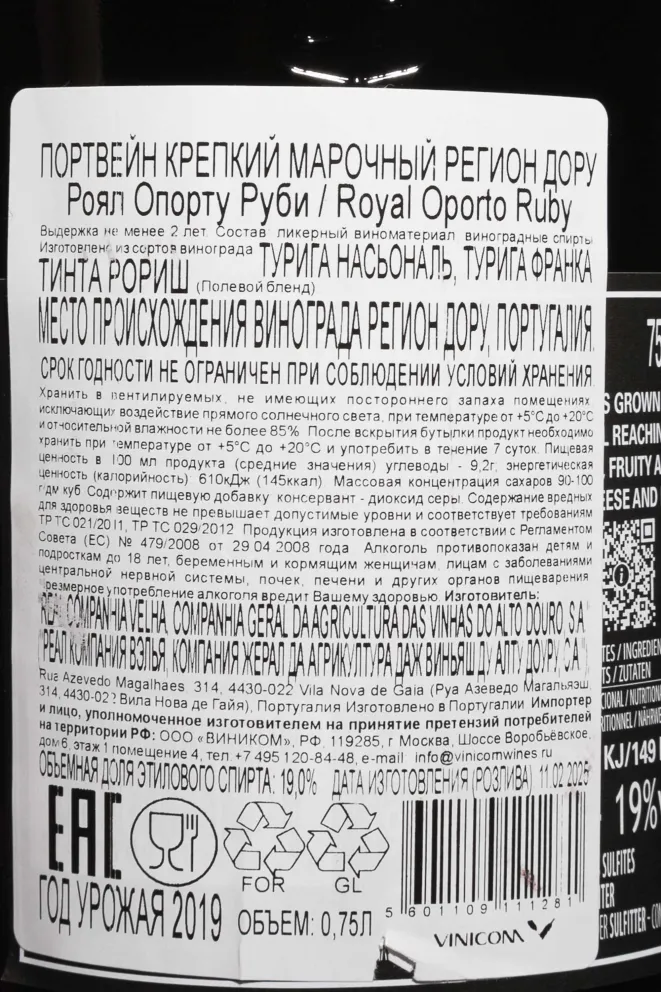 ПОРТВЕЙН КРЕПКИЙ МАРОЧНЫЙ РЕГИОН ДОРУ
Роял Опорту Руби / Royal Oporto Ruby
Выдержка не менее 2 лет. Состав: ликерный виноматериал, виноградные спирты
Изготовлено из сортов винограда ТУРИГА НАСЬОНАЛЬ, ТУРИГА ФРАНКА
ТИНТА РОРИШ (Полевой бленд)
МЕСТО ПРОИСХОЖДЕНИЯ ВИНОГРАДА РЕГИОН ДОРУ, ПОРТУГАЛИЯ.
СРОК ГОДНОСТИ НЕ ОГРАНИЧЕН ПРИ СОБЛЮДЕНИИ УСЛОВИЙ ХРАНЕНИЯ
Хранить в вентилируемых, не имеющих постороннего запаха помещениях,
исключающих воздействие прямого солнечного света, при температуре от +5°С до +20°С
и относительной влажности не более 85%. После вскрытия бутылки продукт необходимо
хранить при температуре от +5°С до +20°С и употребить в течение 7 суток. Пищевая
ценность в 100 мл продукта (средние значения) углеводы - 9,2г, энергетическая
ценность (калорийность) 610кДж (145ккал). Массовая концентрация сахаров 90-100
г/дм куб. Содержит пищевую добавку консервант - диоксид серы. Содержание вредных
для здоровья веществ не превышает допустимые уровни и соответствует требованиям
ТР ТС 021/2011, ТР ТС 029/2012. Продукция изготовлена в соответствии с Регламентом
Совета (ЕС) № 479/2008 от 29.04.2008 года. Алкоголь противопоказан детям и
подросткам до 18 лет, беременным и кормящим женщинам, лицам с заболеваниями
центральной нервной системы, почек, печени и других органов пищеварения
Чрезмерное употребление алкоголя вредит Вашему здоровью. Изготовитель:
REAL COMPANHIA VELHA, COMPANHIA GERAL DA AGRICULTURA DAS VINHAS DO ALTO DOURO, S.A.
РЕАЛ КОМПАНИЯ ВЭЛЬЯ, КОМПАНИЯ ЖЕРАЛ ДА АГРИКУЛТУРА ДАЖ ВИНЬЯШ ДУ АЛТУ ДОУРУ, С.А.
Rua Azevedo Magalhaes, 314, 4430-022 Vila Nova de Gaia (Руа Азеведо Магальяэш,
314, 4430-022 Вила Нова де Гайя), Португалия Изготовлено в Португалии Импортер
и лицо, уполномоченное изготовителем на принятие претензий потребителей
на территории РФ: ООО «ВИНИКОМ», РФ, 119285, г Москва, Шоссе Воробьёвское,
дом 6, этаж 1 помещение 4, тел.+7 495 120-84-48, e-mail info@vinicomwines.ru
ОБЪЕМНАЯ ДОЛЯ ЭТИЛОВОГО СПИРТА: 19,0% ДАТА ИЗГОТОВЛЕНИЯ (РОЗЛИВА) 11.02.2025
EAC
FOR GL
ГОД УРОЖАЯ 2019 ОБЪЕМ: 0,75Л
5 601109 111281
VINICOM
75
S GROWN
REACHIN
FRUITY A
EESE AND
TES / INGREDIEN
TS / ZUTATEN
IONAL / NUTRITION
RITIONNEL / NÄHRWE
KJ/149
19%
SULFITES
TER
ER SULFITTER - CO